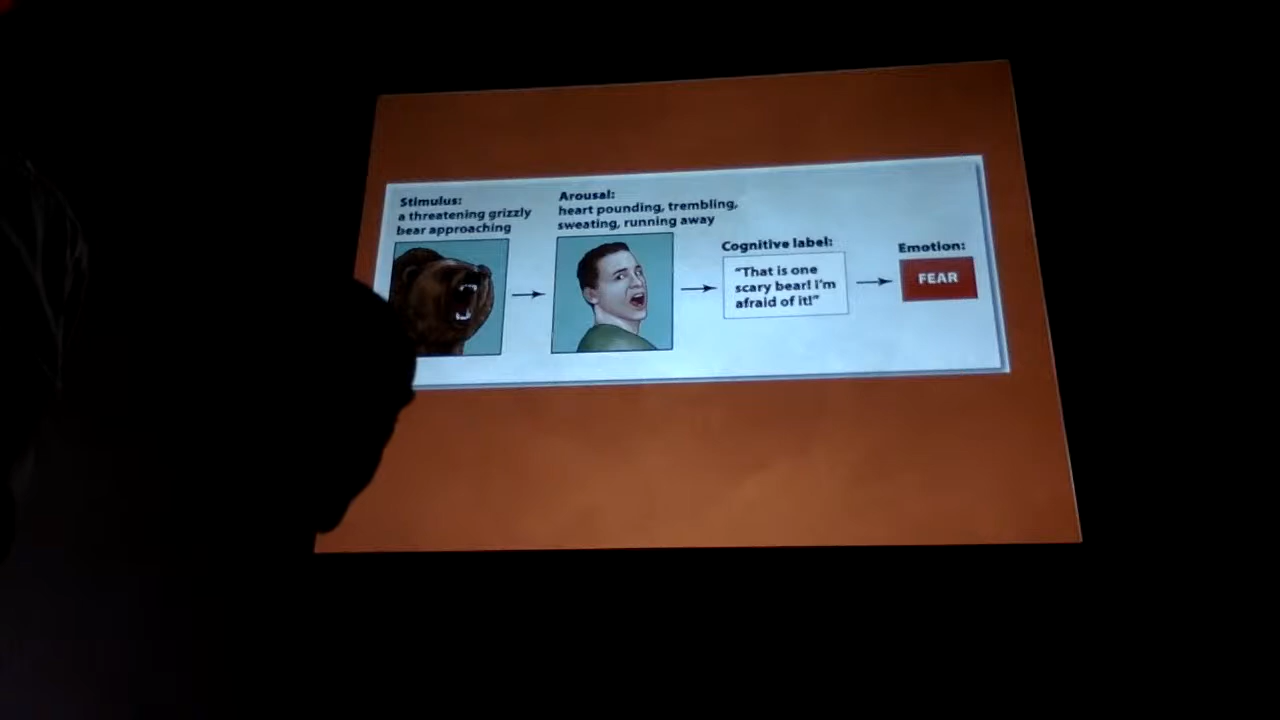 Stimulus:
a threatening grizzly
bear approaching
Arousal:
heart pounding, trembling,
sweating, running away
Cognitive label:
"That is one
scary bear! I'm
afraid of it!"
Emotion:
FEAR